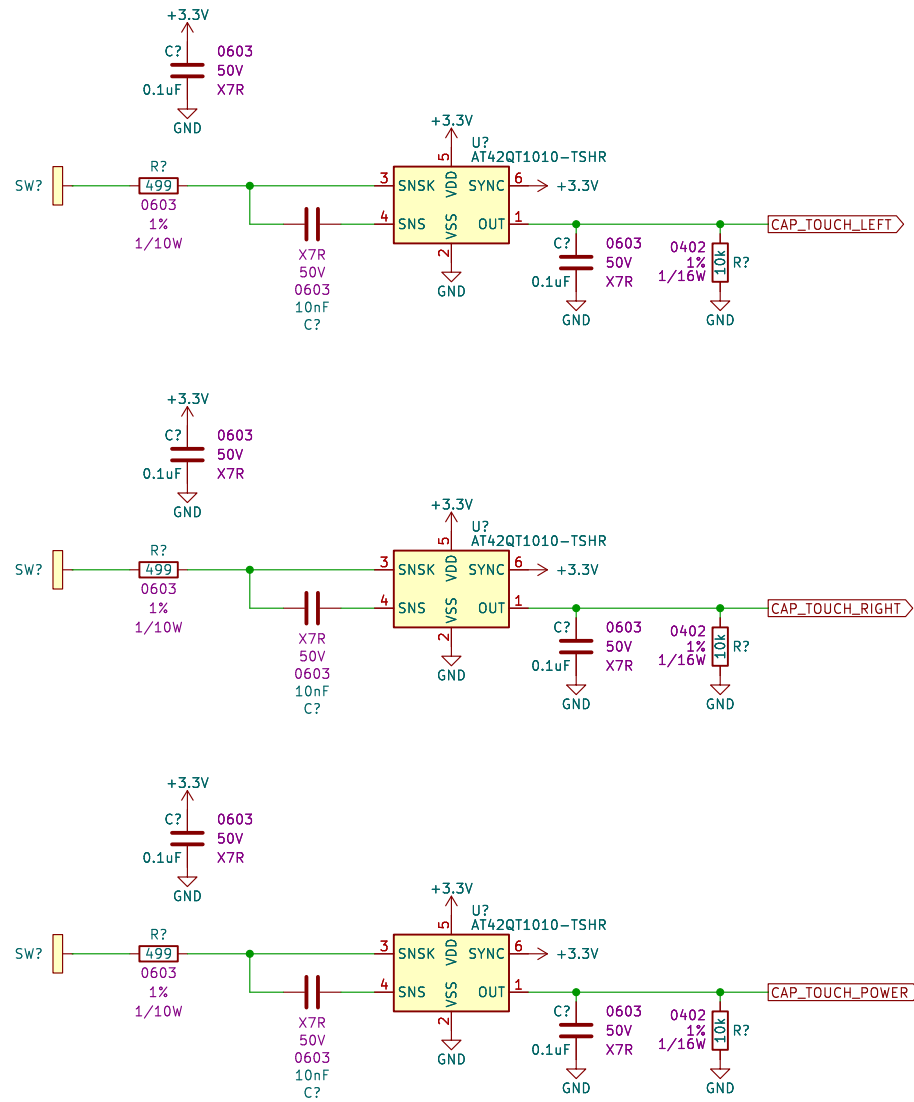 +3.3V
C?
0603
50V
0.1uF
X7R
GND
+3.3V
U?
AT42QT1010-TSHR
5
R?
SW?
499
3
SNSK
VDD
SYNC
6
+3.3V
0603
1%
1/10W
4
SNS
VSS
OUT
1
CAP_TOUCH_LEFT
2
GND
X7R
50V
0603
10nF
C?
C?
0603
50V
0.1uF
X7R
GND
0402
1%
1/16W
10k
R?
GND
+3.3V
C?
0603
50V
0.1uF
X7R
GND
+3.3V
U?
AT42QT1010-TSHR
5
R?
SW?
499
3
SNSK
VDD
SYNC
6
+3.3V
0603
1%
1/10W
4
SNS
VSS
OUT
1
CAP_TOUCH_RIGHT
2
GND
X7R
50V
0603
10nF
C?
C?
0603
50V
0.1uF
X7R
GND
0402
1%
1/16W
10k
R?
GND
+3.3V
C?
0603
50V
0.1uF
X7R
GND
+3.3V
U?
AT42QT1010-TSHR
5
R?
SW?
499
3
SNSK
VDD
SYNC
6
+3.3V
0603
1%
1/10W
4
SNS
VSS
OUT
1
CAP_TOUCH_POWER
2
GND
X7R
50V
0603
10nF
C?
C?
0603
50V
0.1uF
X7R
GND
0402
1%
1/16W
10k
R?
GND